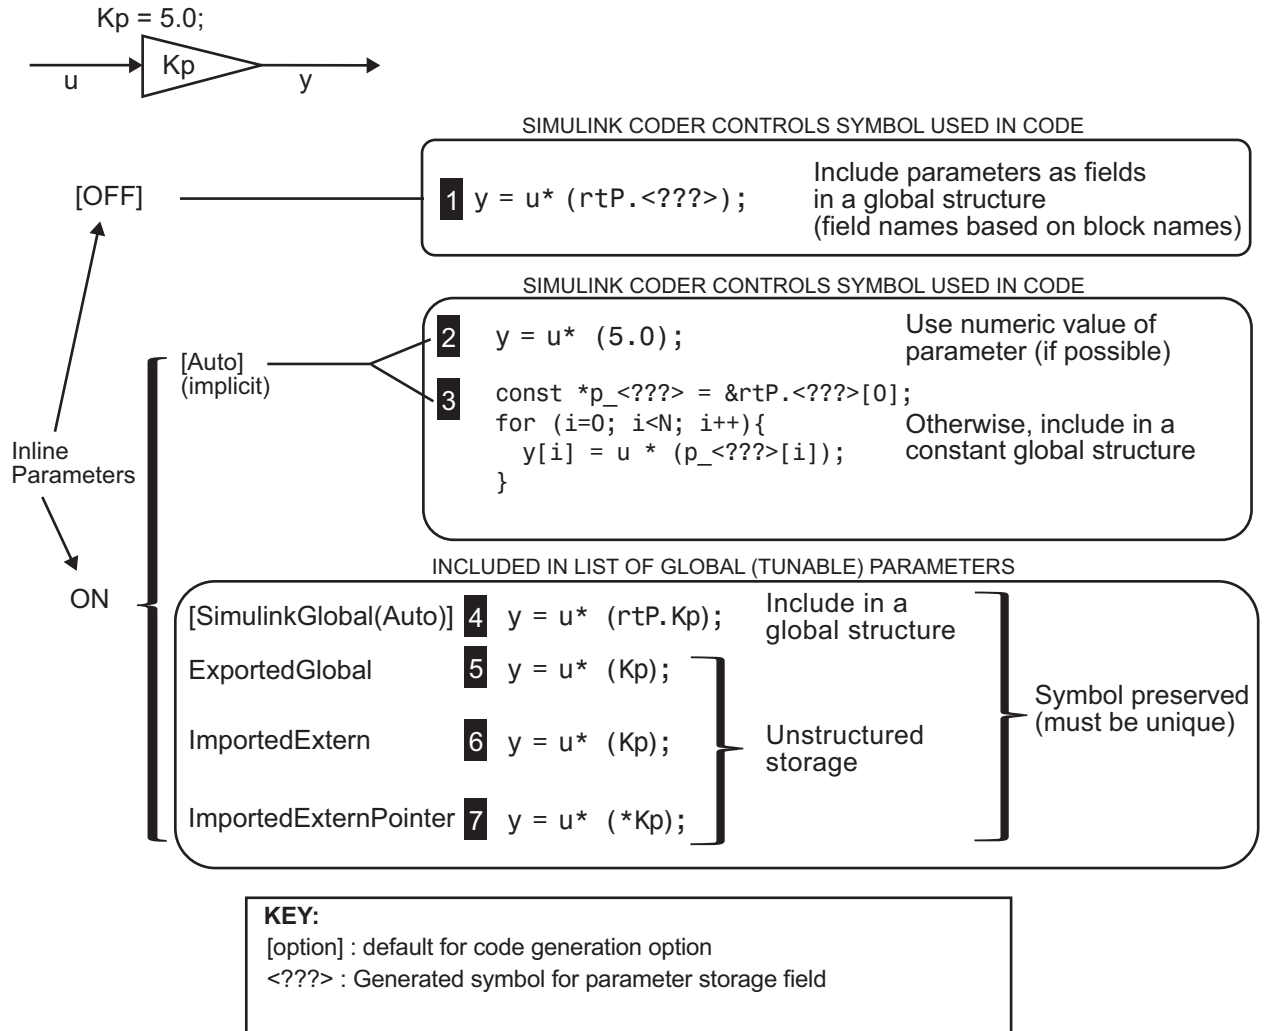 Kp = 5.0;
Kp
u
y
SIMULINK CODER CONTROLS SYMBOL USED IN CODE
[OFF]
1 y = u* (rtP.<???>);
Include parameters as fields
in a global structure
(field names based on block names)
SIMULINK CODER CONTROLS SYMBOL USED IN CODE
[Auto]
(implicit)
2 y = u* (5.0);
Use numeric value of
parameter (if possible)
3 const *p_<???> = &rtP.<???>[0];
for (i=0; i<N; i++){
y[i] = u * (p_<???>[i]);
}
Otherwise, include in a
constant global structure
Inline
Parameters
ON
INCLUDED IN LIST OF GLOBAL (TUNABLE) PARAMETERS
[SimulinkGlobal(Auto)] 4 y = u* (rtP.Kp);
Include in a
global structure
ExportedGlobal 5 y = u* (Kp);
ImportedExtern 6 y = u* (Kp);
ImportedExternPointer 7 y = u* (*Kp);
Unstructured
storage
Symbol preserved
(must be unique)
KEY:
[option] : default for code generation option
<???> : Generated symbol for parameter storage field